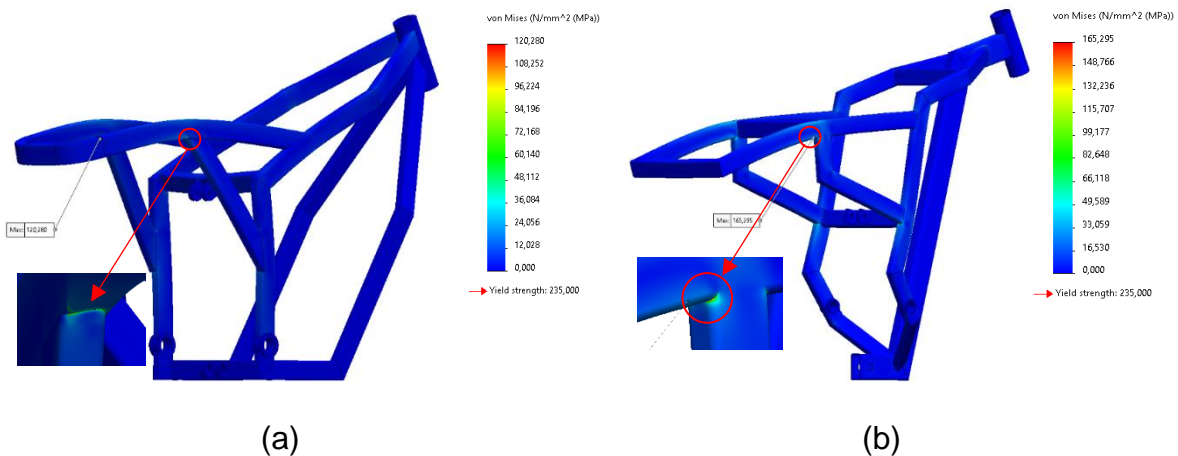 von Mises (N/mm^2 (MPa))
120,280
108,252
96,224
84,196
72,168
60,140
48,112
36,084
24,056
12,028
0,000
Yield strength: 235,000
Max: 120,280
(a)
von Mises (N/mm^2 (MPa))
165,295
148,766
132,236
115,707
99,177
82,648
66,118
49,589
33,059
16,530
0,000
Yield strength: 235,000
Max: 165,295
(b)